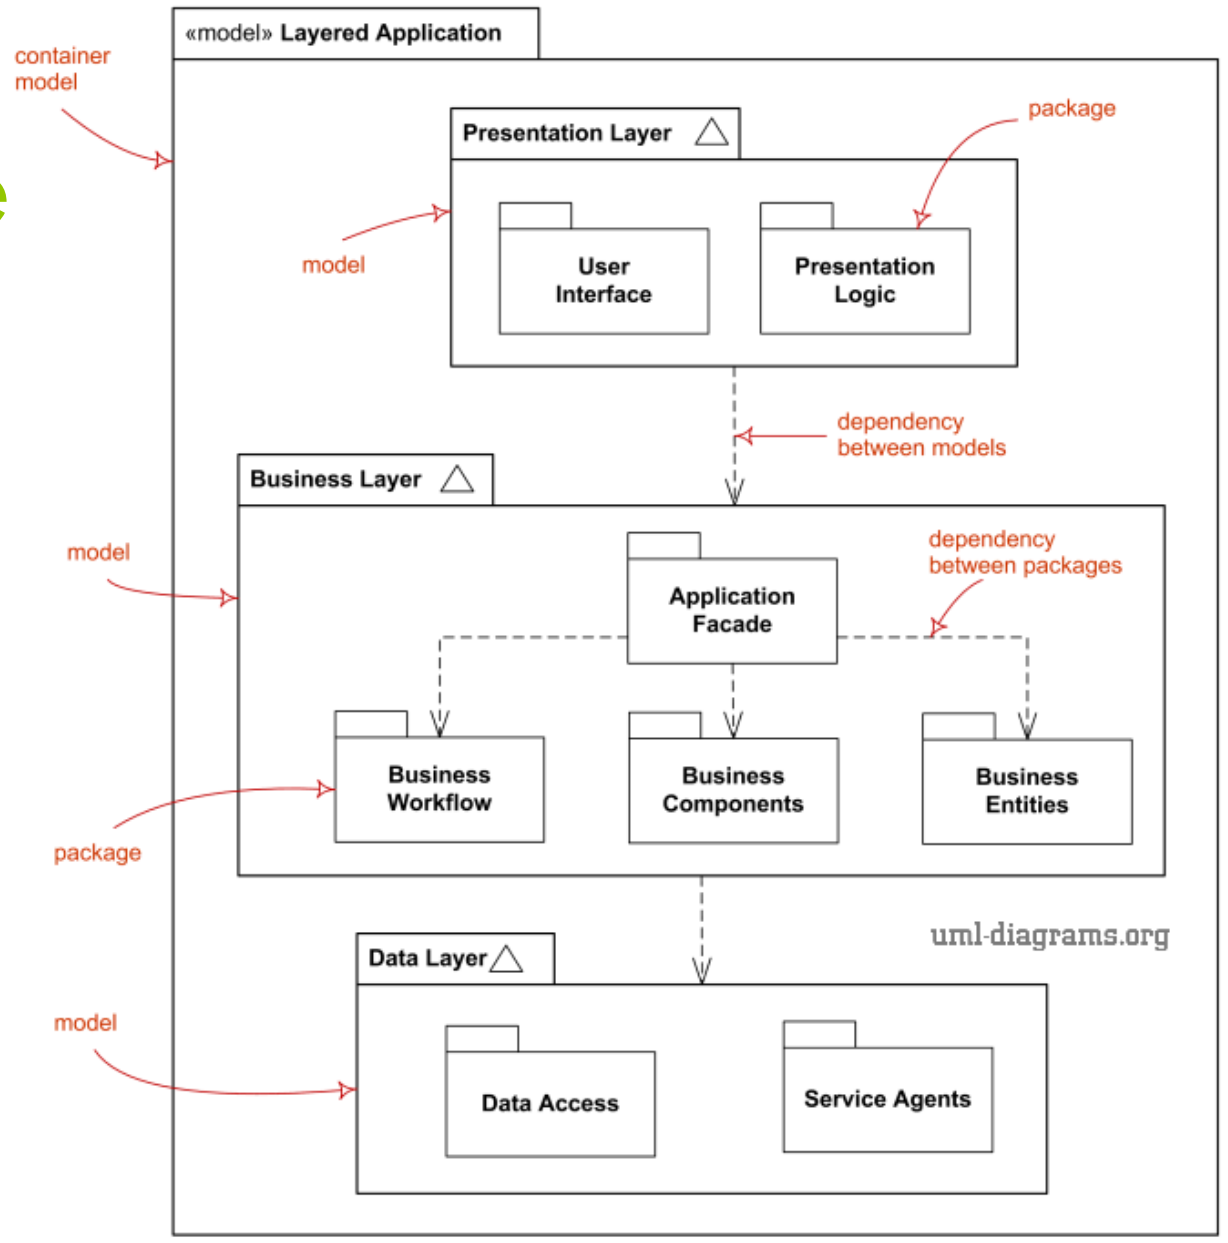 «model» Layered Application
container
model
Presentation Layer
package
e
model
User
Interface
Presentation
Logic
dependency
between models
Business Layer
model
dependency
between packages
Application
Facade
Business
Workflow
Business
Components
Business
Entities
package
uml-diagrams.org
Data Layer
model
Data Access
Service Agents